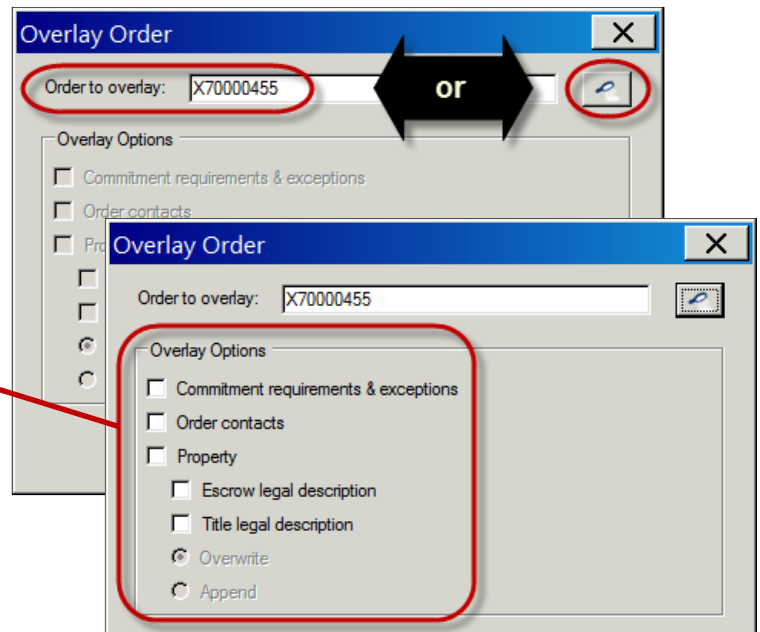 Overlay Order
Order to overlay: X70000455
or
Overlay Options
Commitment requirements & exceptions
Order contacts
Overlay Order
Order to overlay: X70000455
Overlay Options
Commitment requirements & exceptions
Order contacts
Property
Escrow legal description
Title legal description
Overwrite
Append